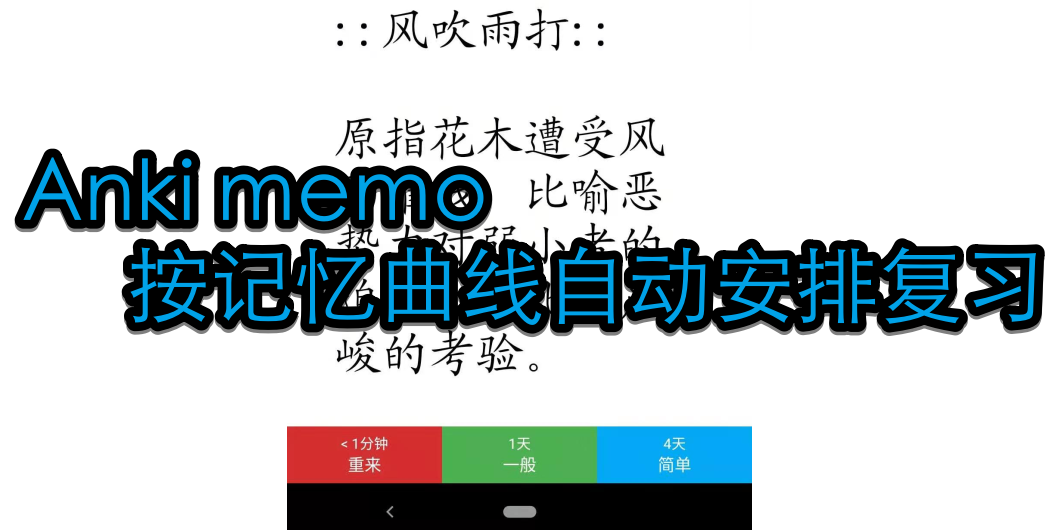 ::风吹雨打::
原指花木遭受风
比喻恶
势力对弱小者的
峻的考验。
Anki memo
按记忆曲线自动安排复习
<1分钟
1天
4天
重来
一般
简单